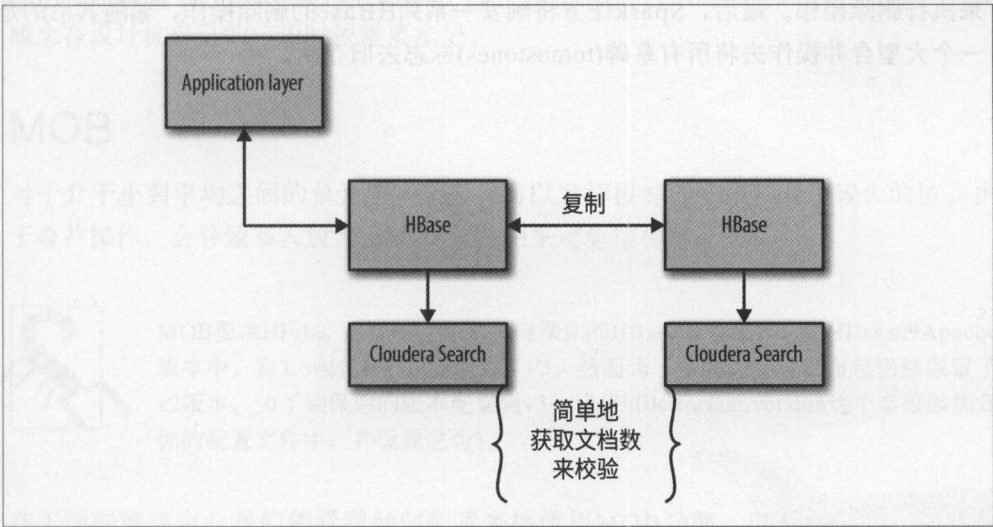 Application layer
HBase
复制
HBase
Cloudera Search
Cloudera Search
简单地
获取文档数
来校验